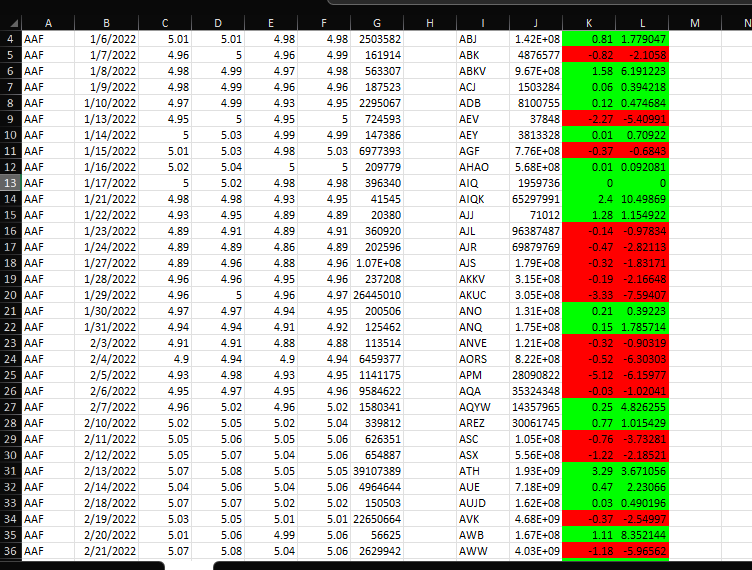 A B C D E F G H I J K L M N
4 AAF 1/6/2022 5.01 5.01 4.98 4.98 2503582 ABJ 1.42E+08 0.81 1.779047
5 AAF 1/7/2022 4.96 5 4.96 4.99 161914 ABK 4876577 -0.82 -2.1058
6 AAF 1/8/2022 4.98 4.99 4.97 4.98 563307 ABKV 9.67E+08 1.58 6.191223
7 AAF 1/9/2022 4.98 4.99 4.96 4.96 187523 ACJ 1503284 0.06 0.394218
8 AAF 1/10/2022 4.97 4.99 4.93 4.95 2295067 ADB 8100755 0.12 0.474684
9 AAF 1/13/2022 4.95 5 4.95 5 724593 AEV 37848 -2.27 -5.40991
10 AAF 1/14/2022 5 5.03 4.99 4.99 147386 AEY 3813328 0.01 0.70922
11 AAF 1/15/2022 5.01 5.03 4.98 5.03 6977393 AGF 7.76E+08 -0.37 -0.6843
12 AAF 1/16/2022 5.02 5.04 5 5 209779 AHAO 5.68E+08 0.01 0.092081
13 AAF 1/17/2022 5 5.02 4.98 4.98 396340 AIQ 1959736 0 0
14 AAF 1/21/2022 4.98 4.98 4.93 4.95 41545 AIQK 65297991 2.4 10.49869
15 AAF 1/22/2022 4.93 4.95 4.89 4.89 20380 AJJ 71012 1.28 1.154922
16 AAF 1/23/2022 4.89 4.91 4.89 4.91 360920 AJL 96387487 -0.14 -0.97834
17 AAF 1/24/2022 4.89 4.89 4.86 4.89 202596 AJR 69879769 -0.47 -2.82113
18 AAF 1/27/2022 4.89 4.96 4.88 4.96 1.07E+08 AJS 1.79E+08 -0.32 -1.83171
19 AAF 1/28/2022 4.96 4.96 4.95 4.96 237208 AKKV 3.15E+08 -0.19 -2.16648
20 AAF 1/29/2022 4.96 5 4.96 4.97 26445010 AKUC 3.05E+08 -3.33 -7.59407
21 AAF 1/30/2022 4.97 4.97 4.94 4.95 200506 ANO 1.31E+08 0.21 0.39223
22 AAF 1/31/2022 4.94 4.94 4.91 4.92 125462 ANQ 1.75E+08 0.15 1.785714
23 AAF 2/3/2022 4.91 4.91 4.88 4.88 113514 ANVE 1.21E+08 -0.32 -0.90319
24 AAF 2/4/2022 4.9 4.94 4.9 4.94 6459377 AORS 8.22E+08 -0.52 -6.30303
25 AAF 2/5/2022 4.93 4.98 4.93 4.95 1141175 APM 28090822 -5.12 -6.15977
26 AAF 2/6/2022 4.95 4.97 4.95 4.96 9584622 AQA 35324348 -0.03 -1.02041
27 AAF 2/7/2022 4.96 5.02 4.96 5.02 1580341 AQYW 14357965 0.25 4.826255
28 AAF 2/10/2022 5.02 5.05 5.02 5.04 339812 AREZ 30061745 0.77 1.015429
29 AAF 2/11/2022 5.05 5.06 5.05 5.05 626351 ASC 1.05E+08 -0.76 -3.73281
30 AAF 2/12/2022 5.05 5.07 5.04 5.06 654887 ASX 5.56E+08 -1.22 -2.18521
31 AAF 2/13/2022 5.07 5.08 5.05 5.05 39107389 ATH 1.93E+09 3.29 3.671056
32 AAF 2/14/2022 5.04 5.06 5.04 5.06 4964644 AUE 7.18E+09 0.47 2.23066
33 AAF 2/18/2022 5.07 5.07 5.02 5.02 150503 AUJD 1.62E+08 0.03 0.490196
34 AAF 2/19/2022 5.03 5.05 5.01 5.01 22650664 AVK 4.68E+09 -0.37 -2.54997
35 AAF 2/20/2022 5.01 5.06 4.99 5.06 56625 AWB 1.67E+08 1.11 8.352144
36 AAF 2/21/2022 5.07 5.08 5.04 5.06 2629942 AWW 4.03E+09 -1.18 -5.96562